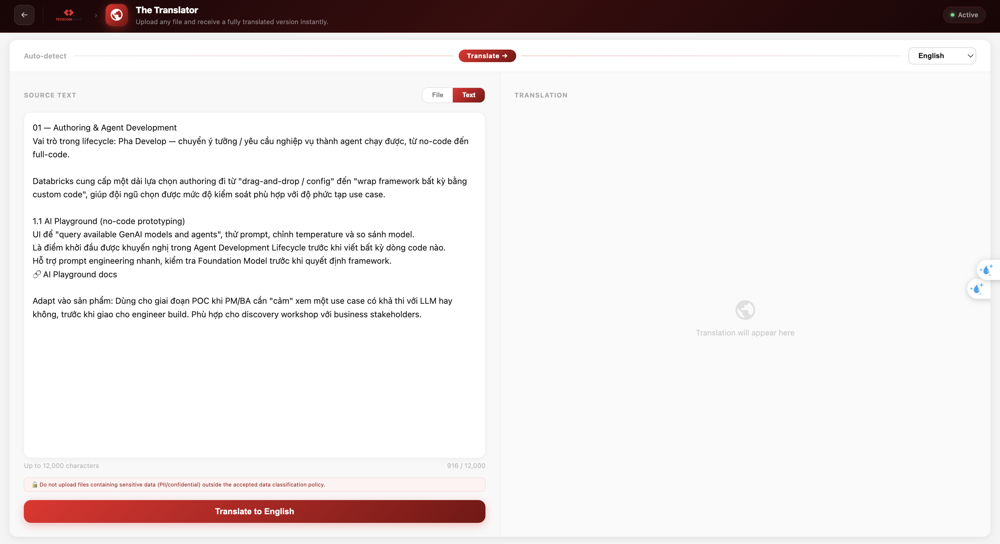 TECHCOMBANK
The Translator
Upload any file and receive a fully translated version instantly.
Active
Auto-detect
Translate →
English
SOURCE TEXT
File
Text
TRANSLATION
01 — Authoring & Agent Development
Vai trò trong lifecycle: Pha Develop — chuyển ý tưởng / yêu cầu nghiệp vụ thành agent chạy được, từ no-code đến
full-code.
Databricks cung cấp một dải lựa chọn authoring đi từ "drag-and-drop / config" đến "wrap framework bất kỳ bằng
custom code", giúp đội ngũ chọn được mức độ kiểm soát phù hợp với độ phức tạp use case.
1.1 AI Playground (no-code prototyping)
UI để "query available GenAI models and agents", thử prompt, chỉnh temperature và so sánh model.
Là điểm khởi đầu được khuyến nghị trong Agent Development Lifecycle trước khi viết bất kỳ dòng code nào.
Hỗ trợ prompt engineering nhanh, kiểm tra Foundation Model trước khi quyết định framework.
🔗 AI Playground docs
Adapt vào sản phẩm: Dùng cho giai đoạn POC khi PM/BA cần "cảm" xem một use case có khả thi với LLM hay
không, trước khi giao cho engineer build. Phù hợp cho discovery workshop với business stakeholders.
Translation will appear here
Up to 12,000 characters
916 / 12,000
🔒 Do not upload files containing sensitive data (PII/confidential) outside the accepted data classification policy.
Translate to English